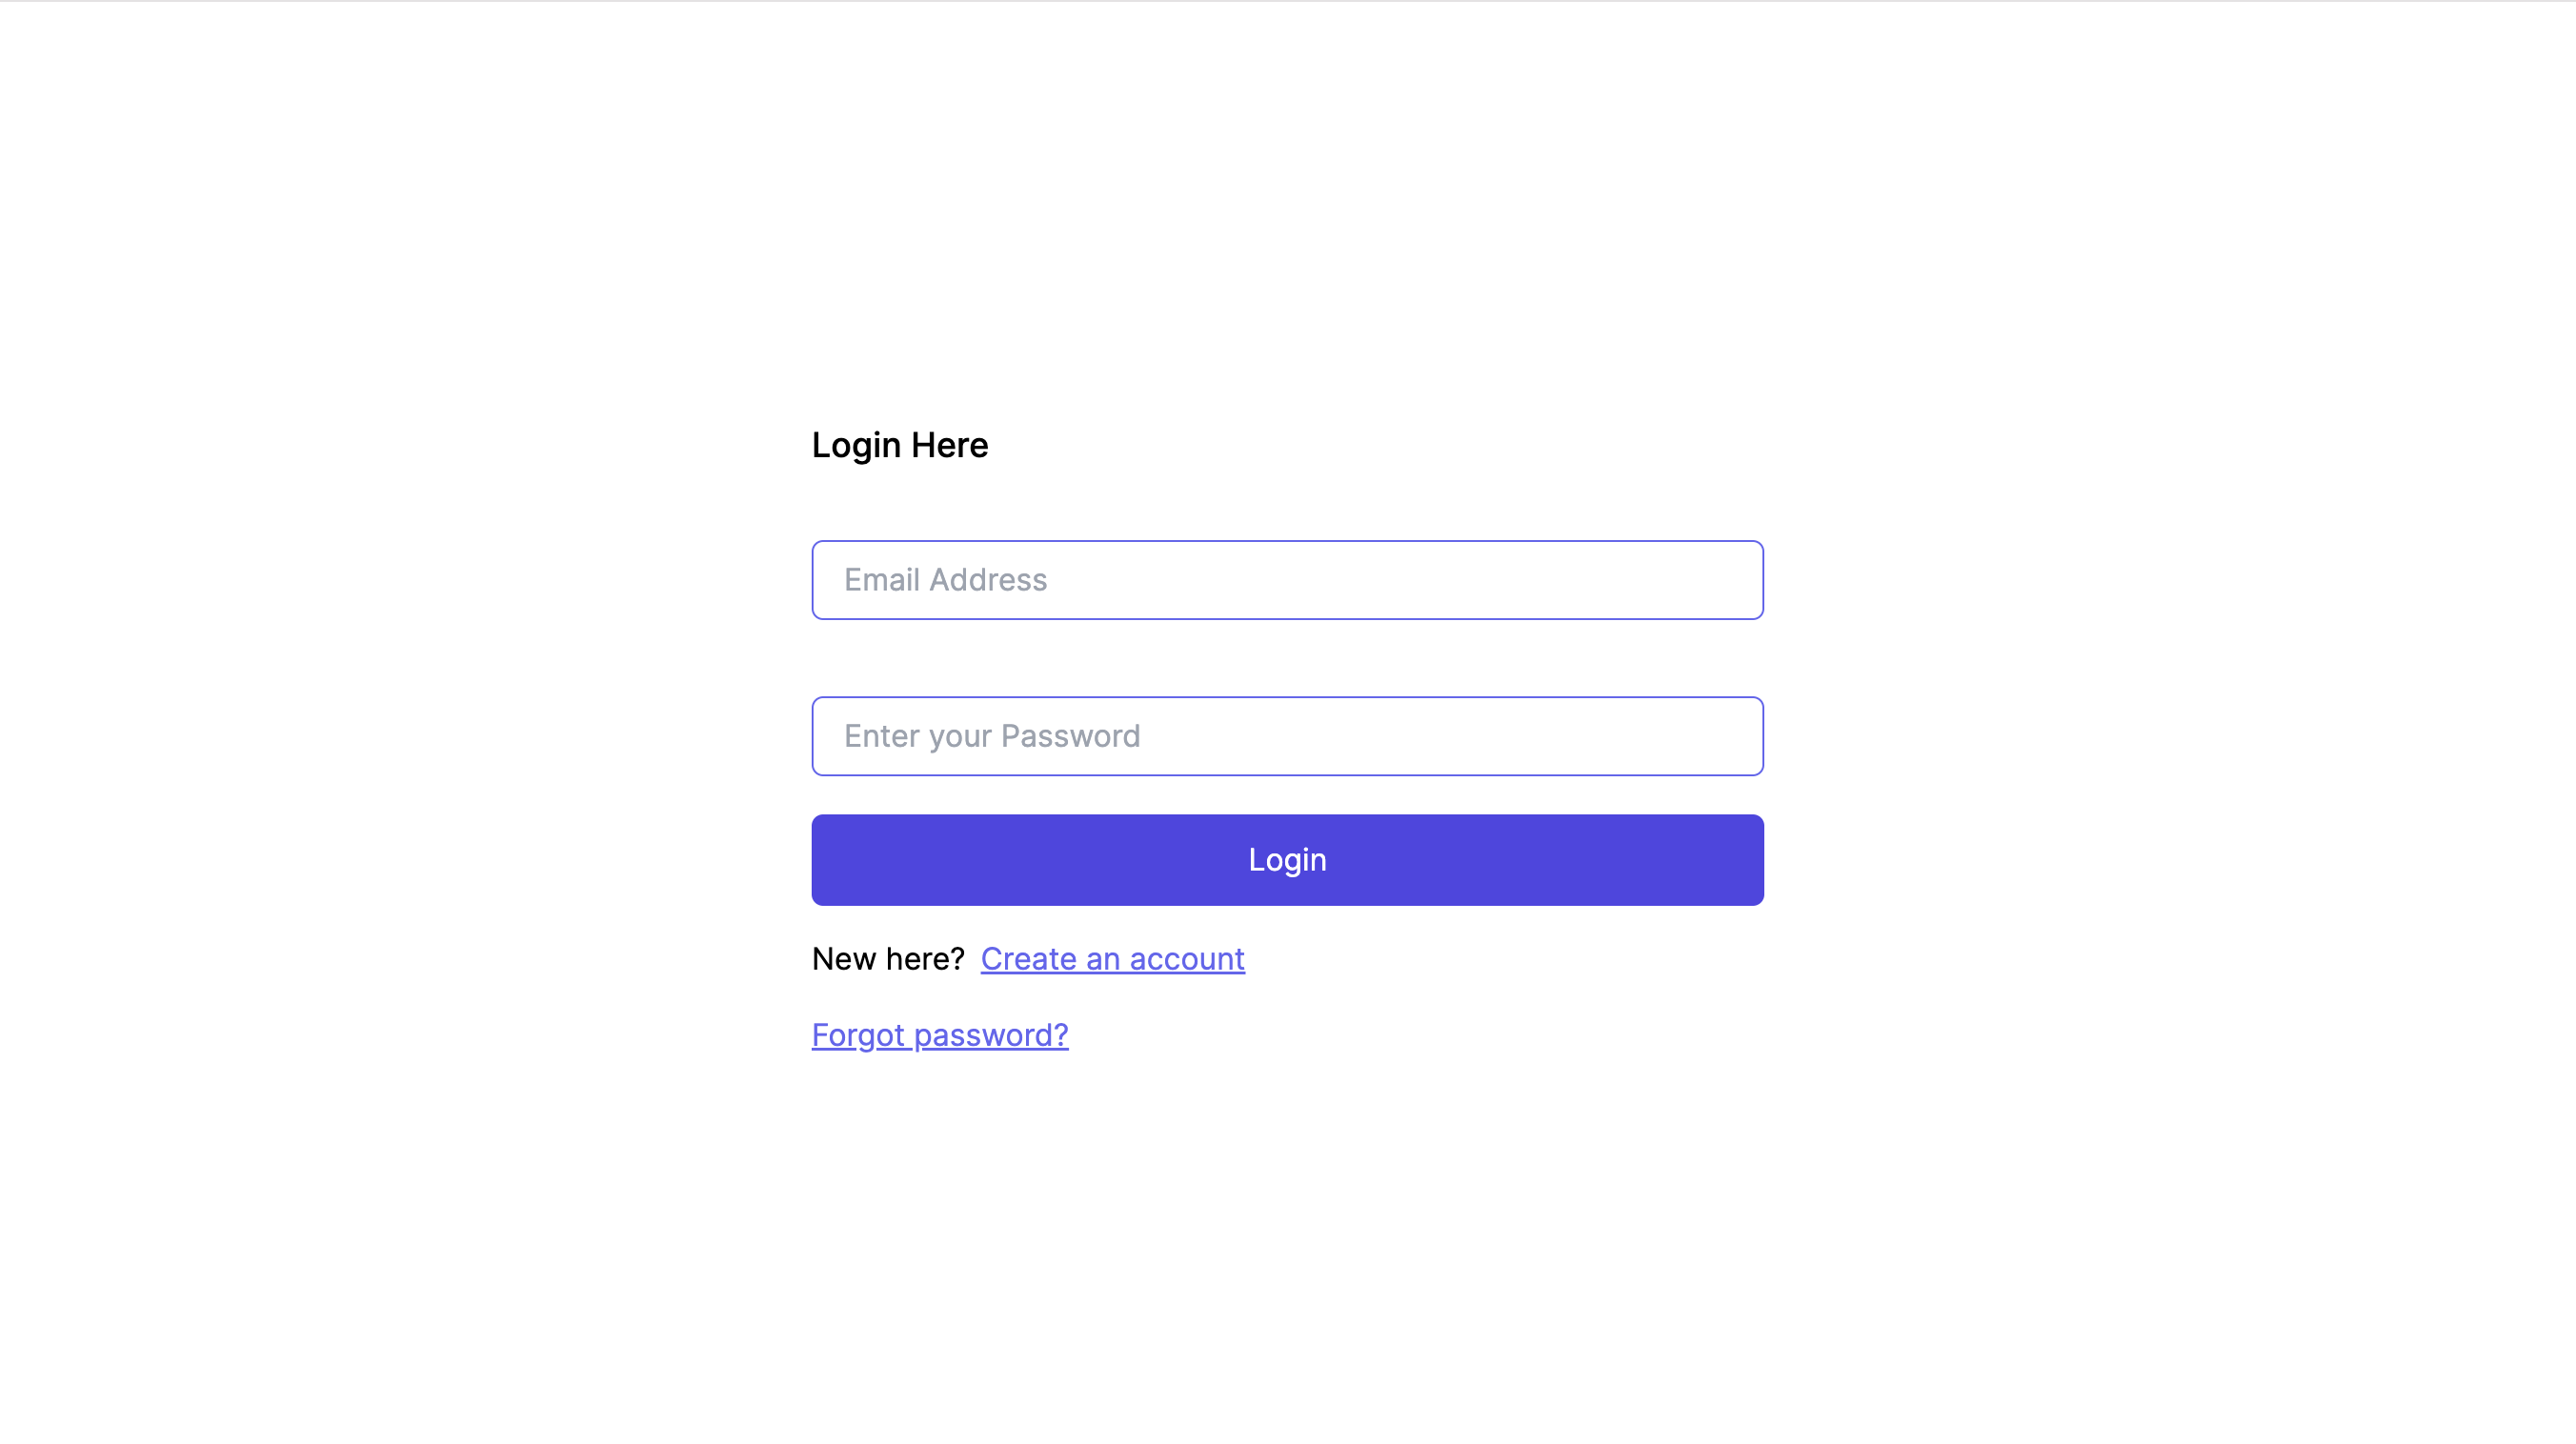 Login Here
Email Address
Enter your Password
Login
New here? Create an account
Forgot password?